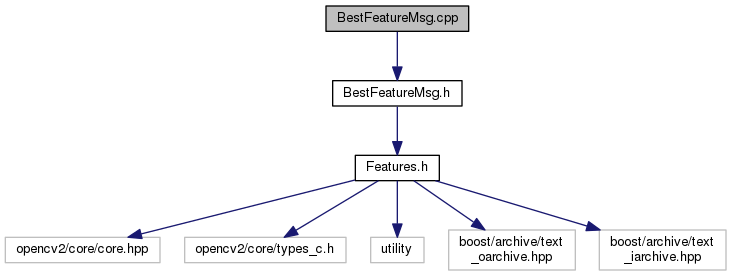 BestFeatureMsg.cpp
BestFeatureMsg.h
Features.h
opencv2/core/core.hpp
opencv2/core/types_c.h
utility
boost/archive/text
_oarchive.hpp
boost/archive/text
_iarchive.hpp